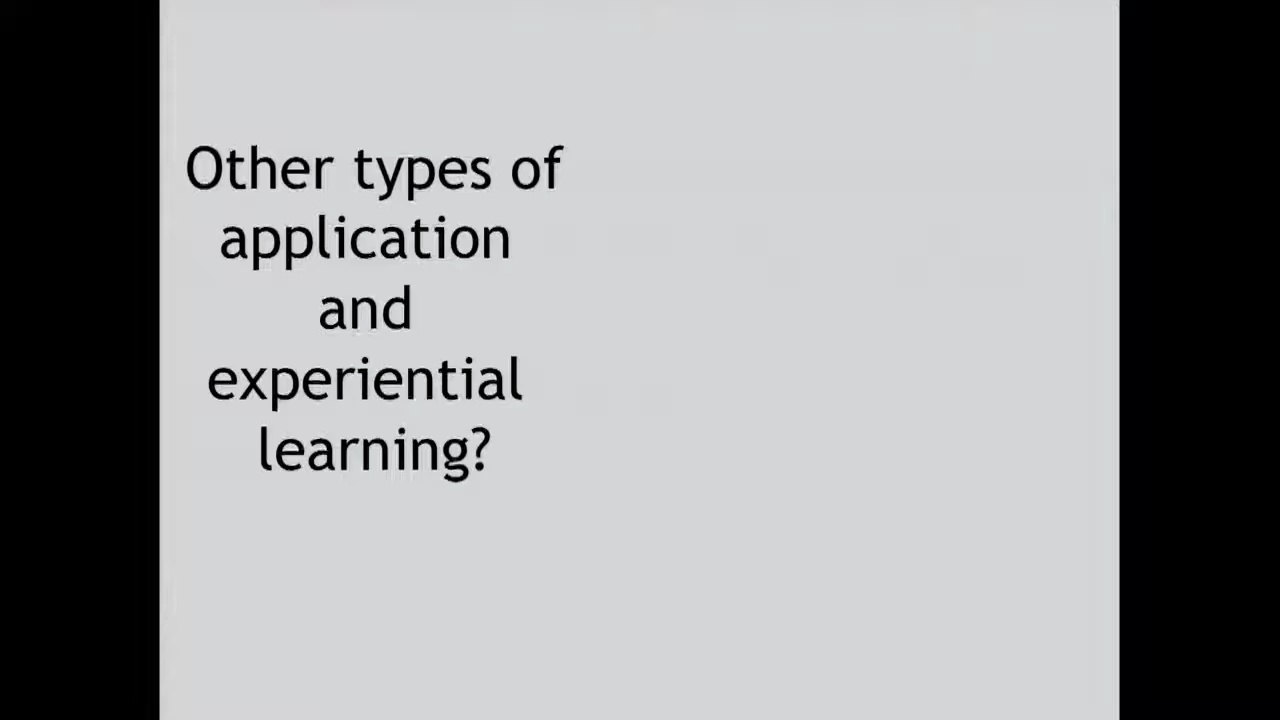 Other types of
application
and
experiential
learning?